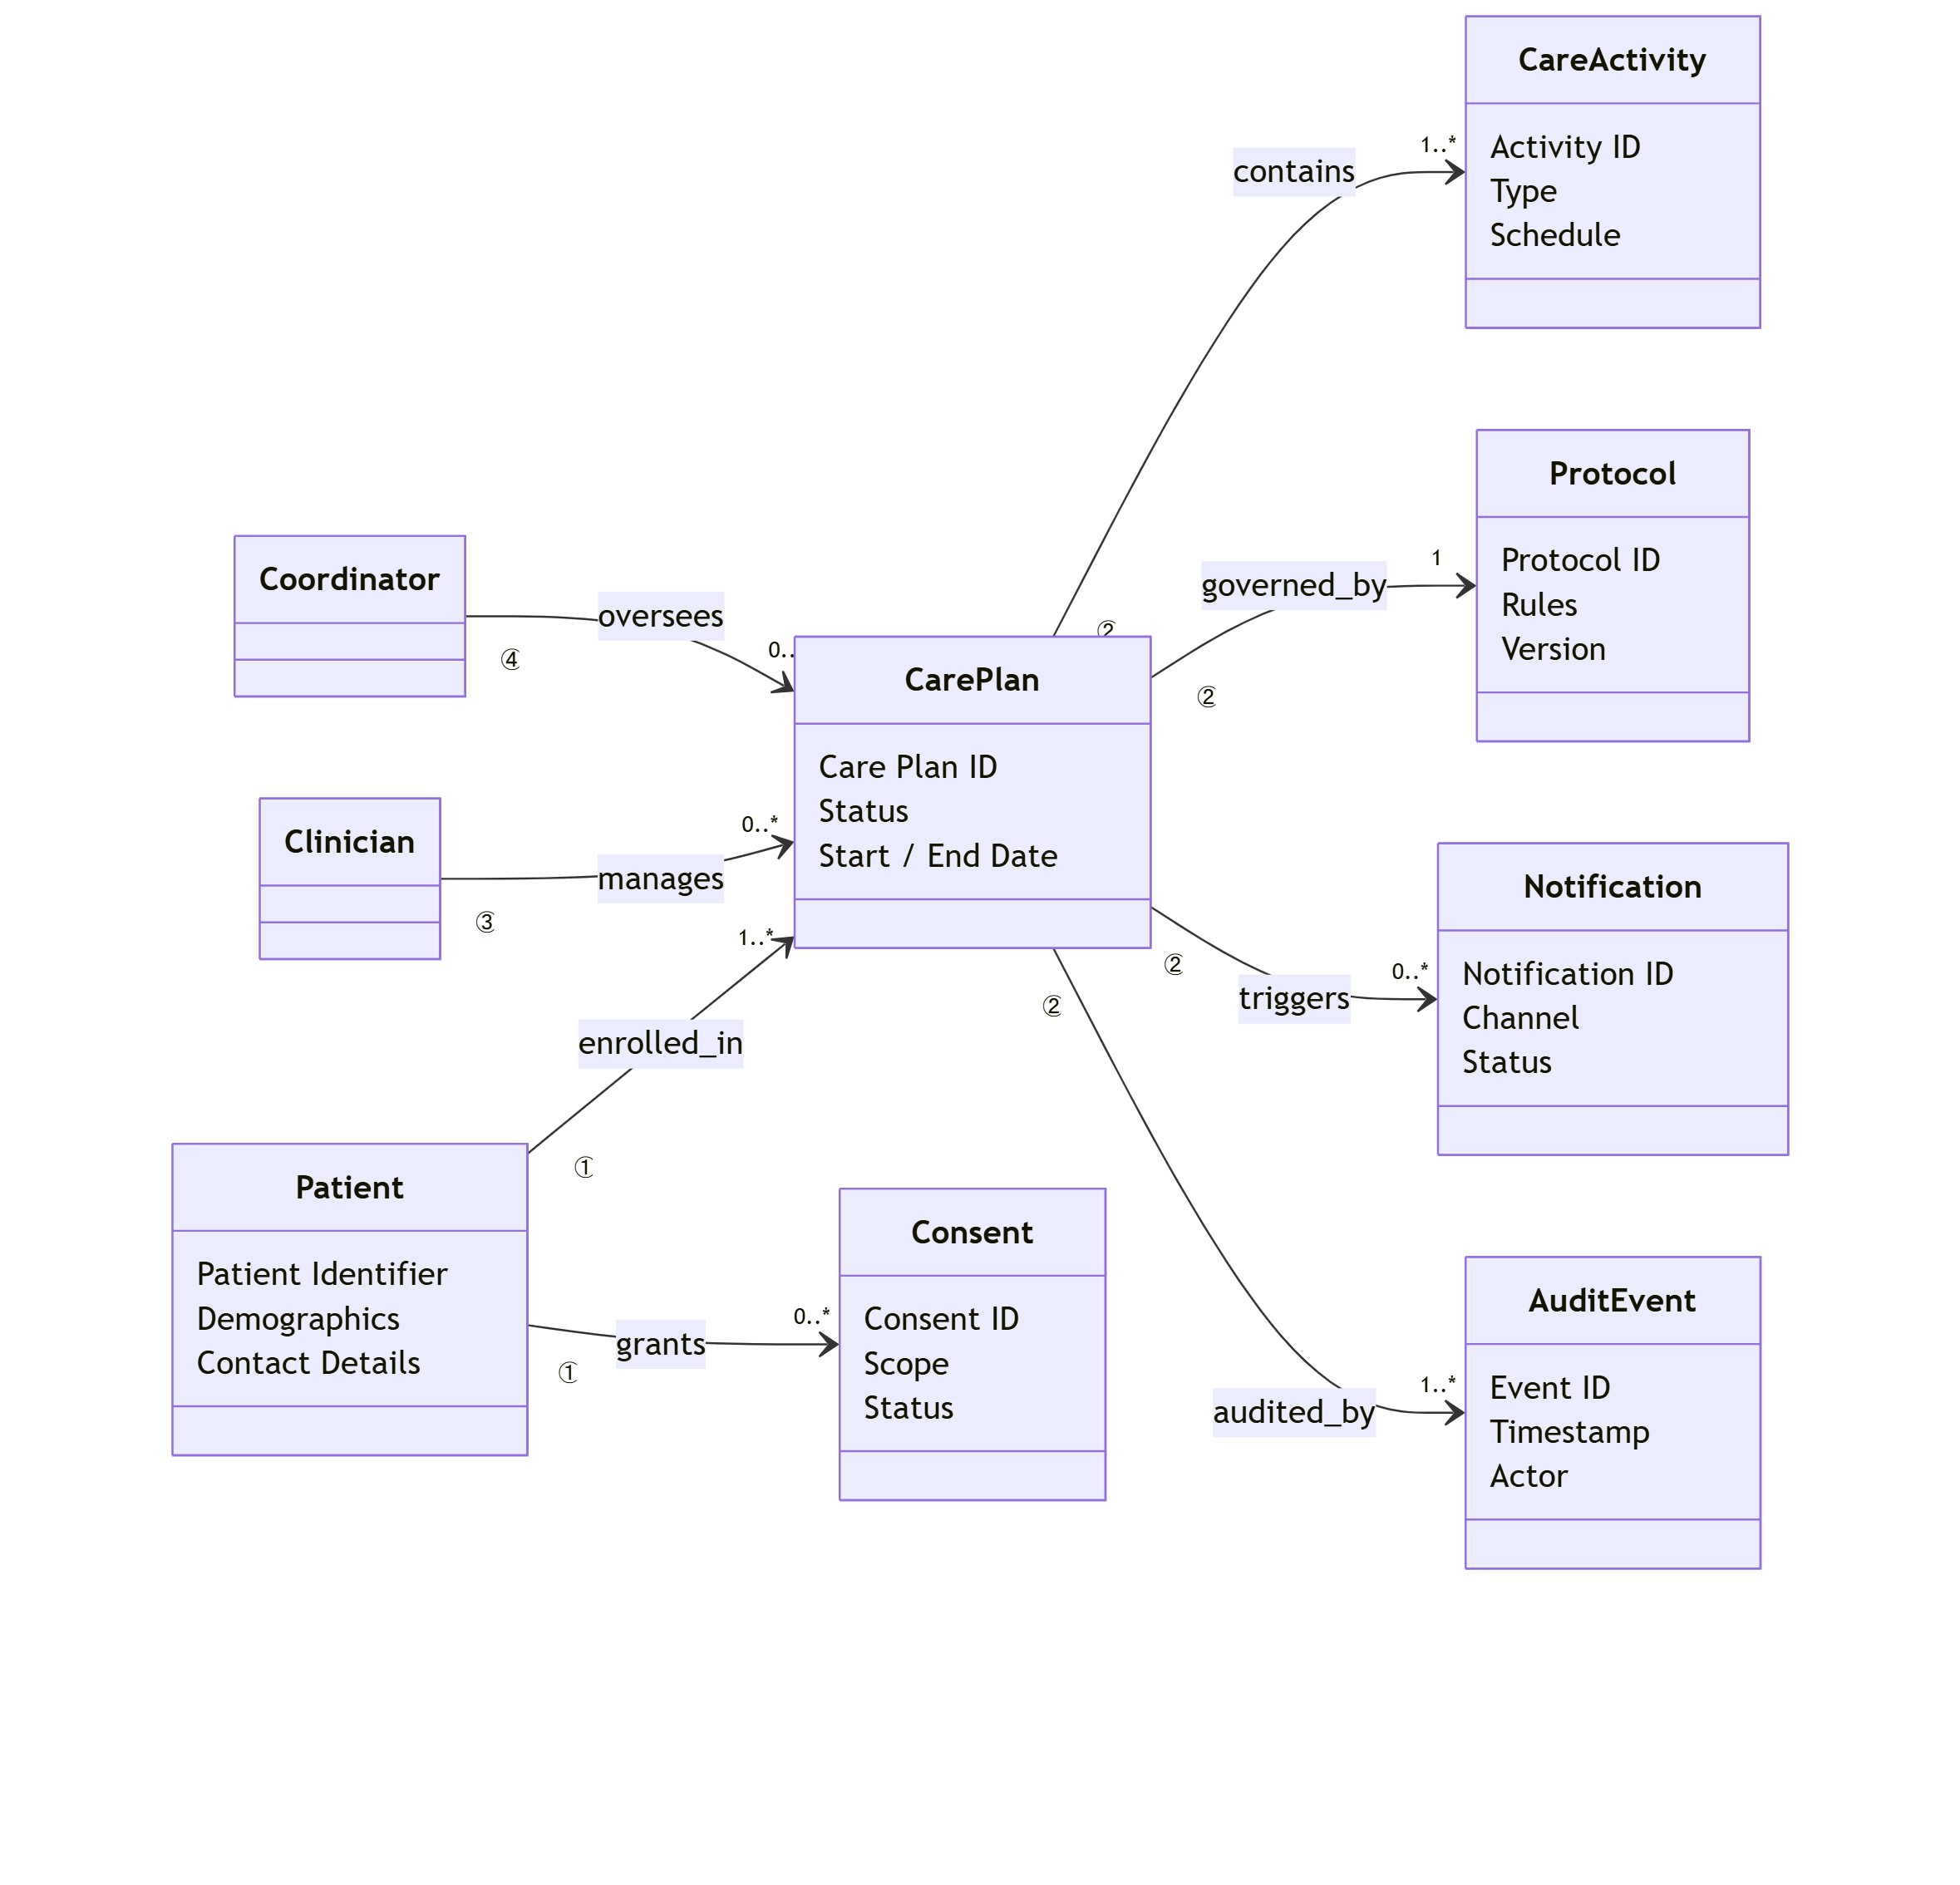 CareActivity
Activity ID
Type
Schedule
contains
1..*
②
Protocol
Protocol ID
Rules
Version
governed_by
1
②
Coordinator
oversees
④
0..
CarePlan
Care Plan ID
Status
Start / End Date
Clinician
manages
③
0..*
Notification
Notification ID
Channel
Status
triggers
②
0..*
enrolled_in
①
1..*
Patient
Patient Identifier
Demographics
Contact Details
grants
①
0..*
Consent
Consent ID
Scope
Status
AuditEvent
Event ID
Timestamp
Actor
audited_by
②
1..*